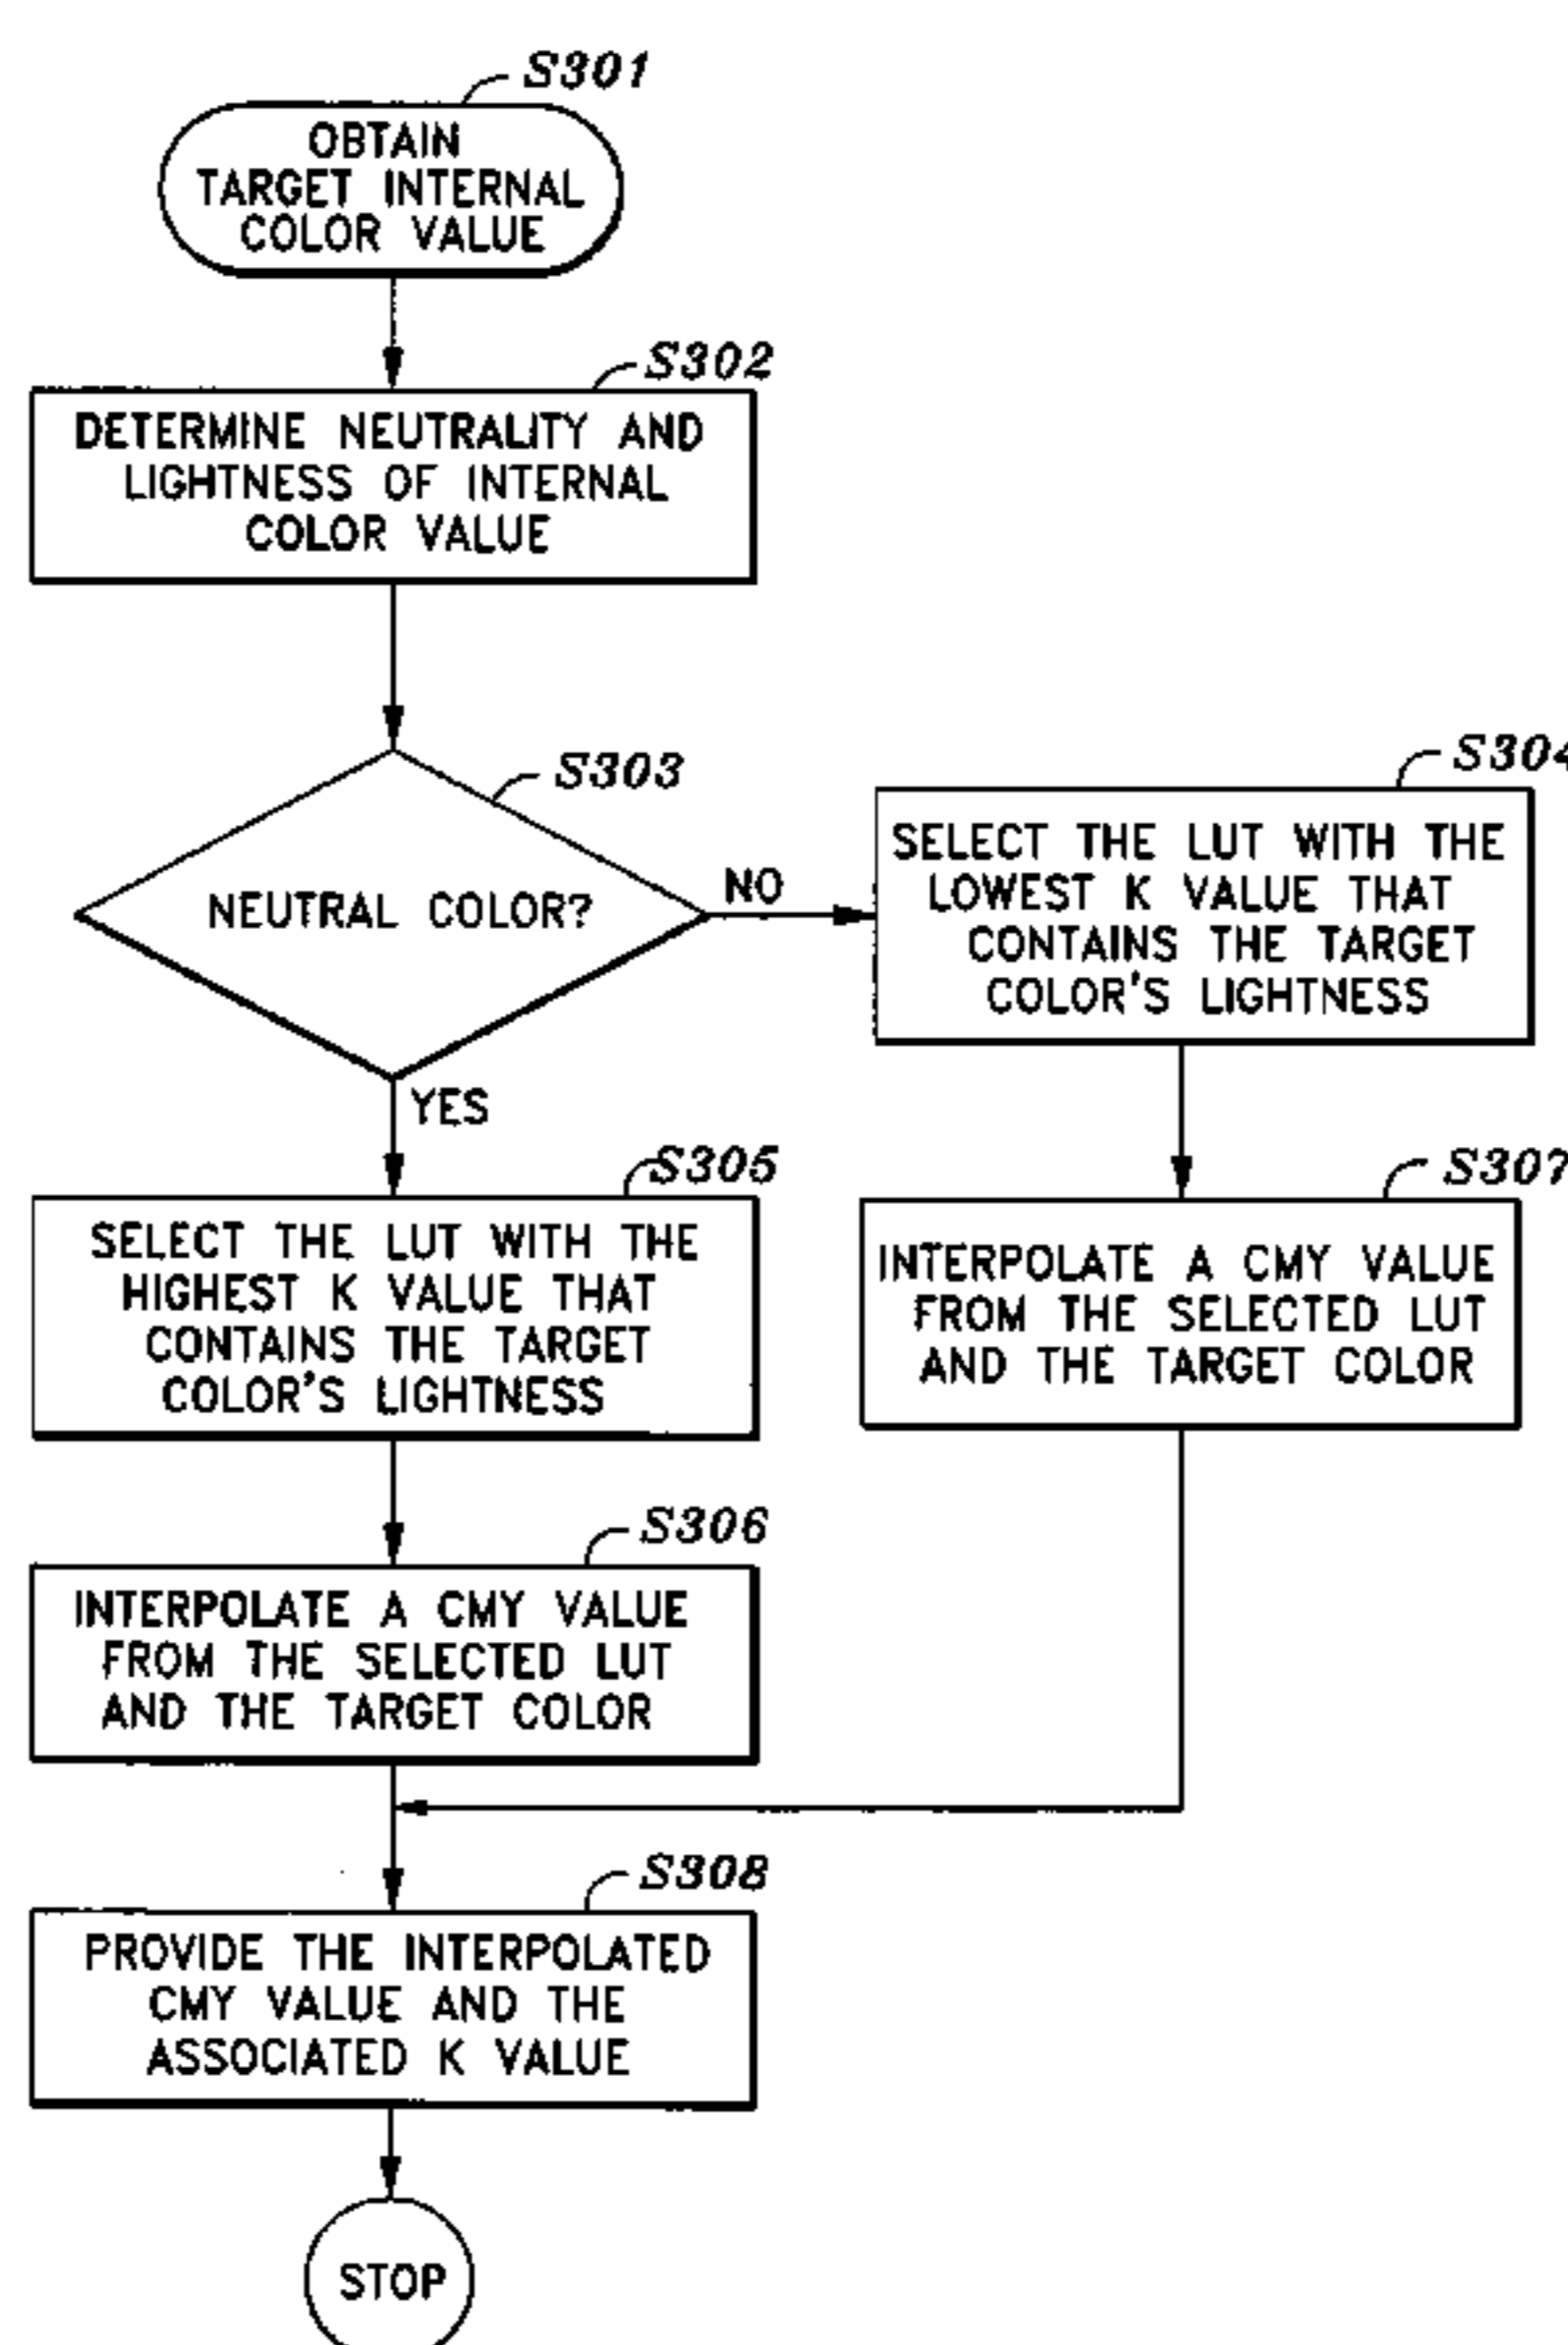 S301
OBTAIN
TARGET INTERNAL
COLOR VALUE
S302
DETERMINE NEUTRALITY AND
LIGHTNESS OF INTERNAL
COLOR VALUE
S303
NEUTRAL COLOR?
NO
S304
SELECT THE LUT WITH THE
LOWEST K VALUE THAT
CONTAINS THE TARGET
COLOR'S LIGHTNESS
YES
S305
SELECT THE LUT WITH THE
HIGHEST K VALUE THAT
CONTAINS THE TARGET
COLOR'S LIGHTNESS
S307
INTERPOLATE A CMY VALUE
FROM THE SELECTED LUT
AND THE TARGET COLOR
S306
INTERPOLATE A CMY VALUE
FROM THE SELECTED LUT
AND THE TARGET COLOR
S308
PROVIDE THE INTERPOLATED
CMY VALUE AND THE
ASSOCIATED K VALUE
STOP